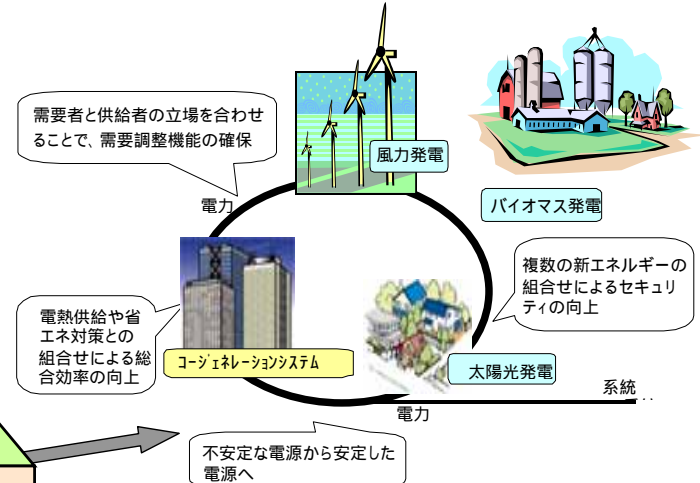 需要者と供給者の立場を合わせ
ることで、需要調整機能の確保
風力発電
電力
バイオマス発電
複数の新エネルギーの
組合せによるセキュリ
ティの向上
電熱供給や省
エネ対策との
組合せによる総
合効率の向上
ｺｰｼﾞｪﾈﾚｰｼｮﾝｼｽﾃﾑ
太陽光発電
系統
電力
不安定な電源から安定した
電源へ